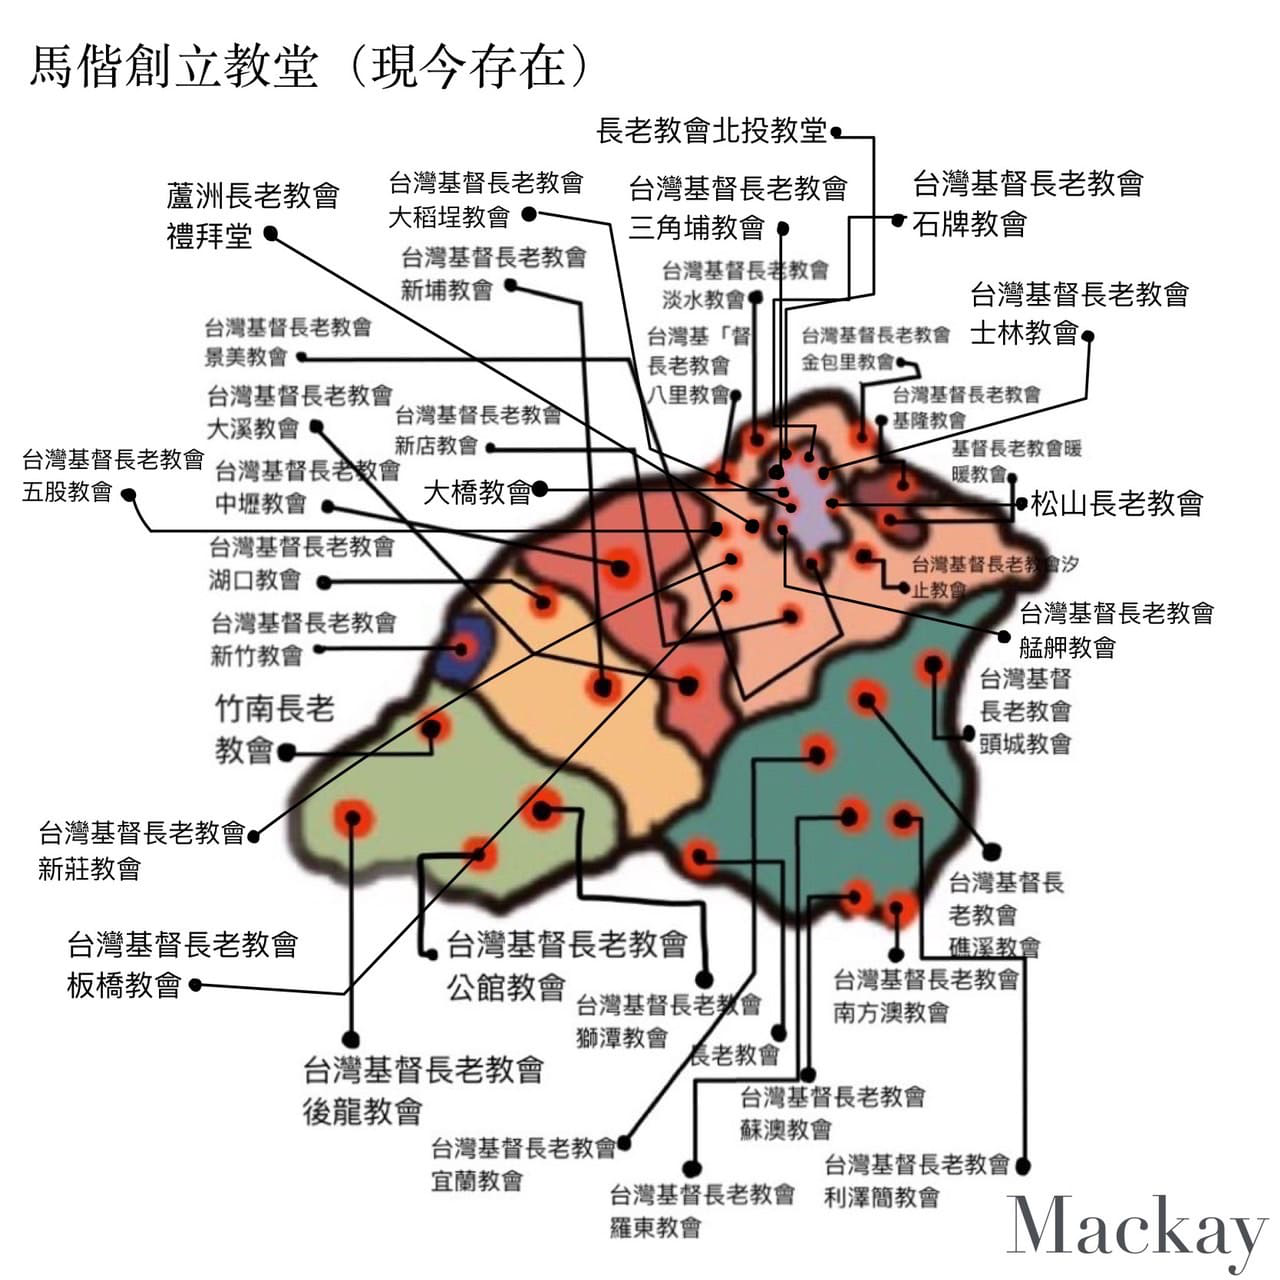 馬偕創立教堂（現今存在）
長老教會北投教堂
台灣基督長老教會
大稻埕教會
台灣基督長老教會
三角埔教會
台灣基督長老教會
石牌教會
蘆洲長老教會
禮拜堂
台灣基督長老教會
新埔教會
台灣基督長老教會
淡水教會
台灣基督長老教會
士林教會
台灣基督長老教會
景美教會
台灣基「督
長老教會
八里教會
台灣基督長老教會
金包里教會
台灣基督長老教會
大溪教會
台灣基督長老教會
新店教會
台灣基督長老教會
基隆教會
基督長老教會暖
暖教會
台灣基督長老教會
五股教會
台灣基督長老教會
中壢教會
大橋教會
松山長老教會
台灣基督長老教會
湖口教會
台灣基督長老教會汐
止教會
台灣基督長老教會
新竹教會
台灣基督長老教會
艋舺教會
竹南長老
教會
台灣基督
長老教會
頭城教會
台灣基督長老教會
新莊教會
台灣基督長
老教會
礁溪教會
台灣基督長老教會
板橋教會
台灣基督長老教會
公館教會
台灣基督長老教會
獅潭教會
台灣基督長老教會
南方澳教會
長老教會
台灣基督長老教會
後龍教會
台灣基督長老教會
蘇澳教會
台灣基督長老教會
宜蘭教會
台灣基督長老教會
羅東教會
台灣基督長老教會
利澤簡教會
Mackay